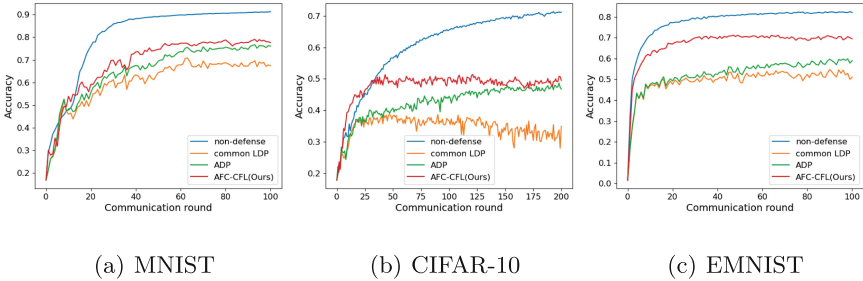 Accuracy
0.9
0.8
0.7
0.6
0.5
0.4
0.3
0.2
non-defense
common LDP
ADP
AFC-CFL(Ours)
0 20 40 60 80 100
Communication round
(a) MNIST
Accuracy
0.7
0.6
0.5
0.4
0.3
0.2
non-defense
common LDP
ADP
AFC-CFL(Ours)
0 25 50 75 100 125 150 175 200
Communication round
(b) CIFAR-10
Accuracy
0.8
0.7
0.6
0.5
0.4
0.3
0.2
0.1
0.0
non-defense
common LDP
ADP
AFC-CFL(Ours)
0 20 40 60 80 100
Communication round
(c) EMNIST